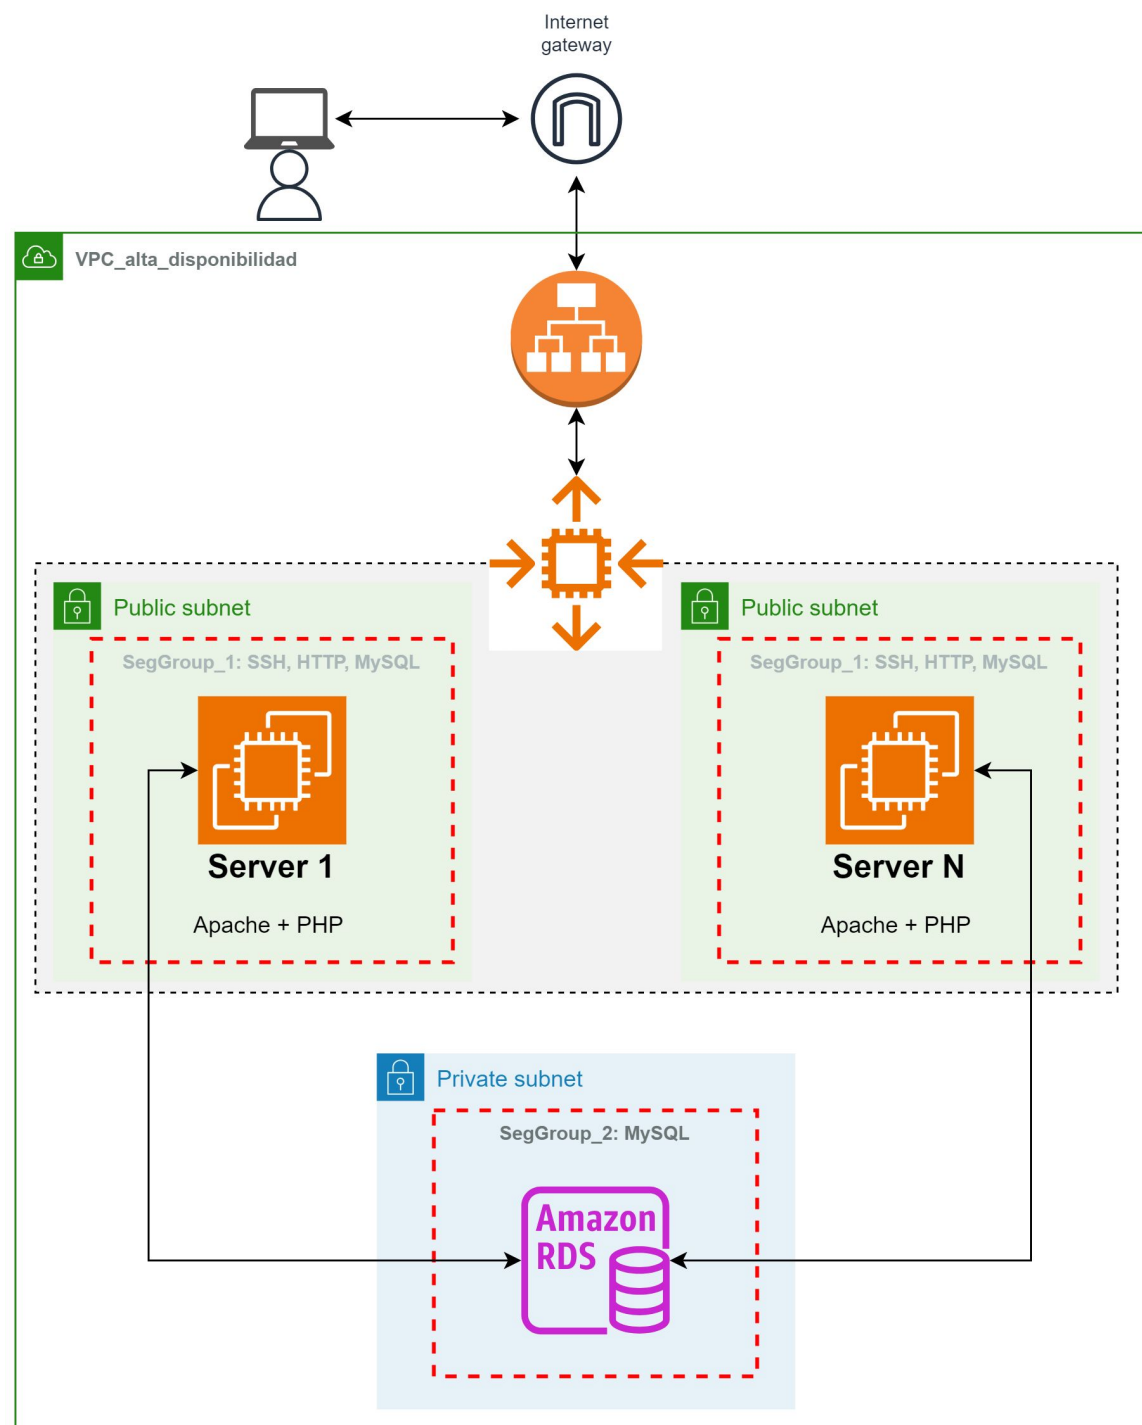 Internet
gateway
VPC_alta_disponibilidad
Public subnet
SegGroup_1: SSH, HTTP, MySQL
Server 1
Apache + PHP
Public subnet
SegGroup_1: SSH, HTTP, MySQL
Server N
Apache + PHP
Private subnet
SegGroup_2: MySQL
Amazon
RDS